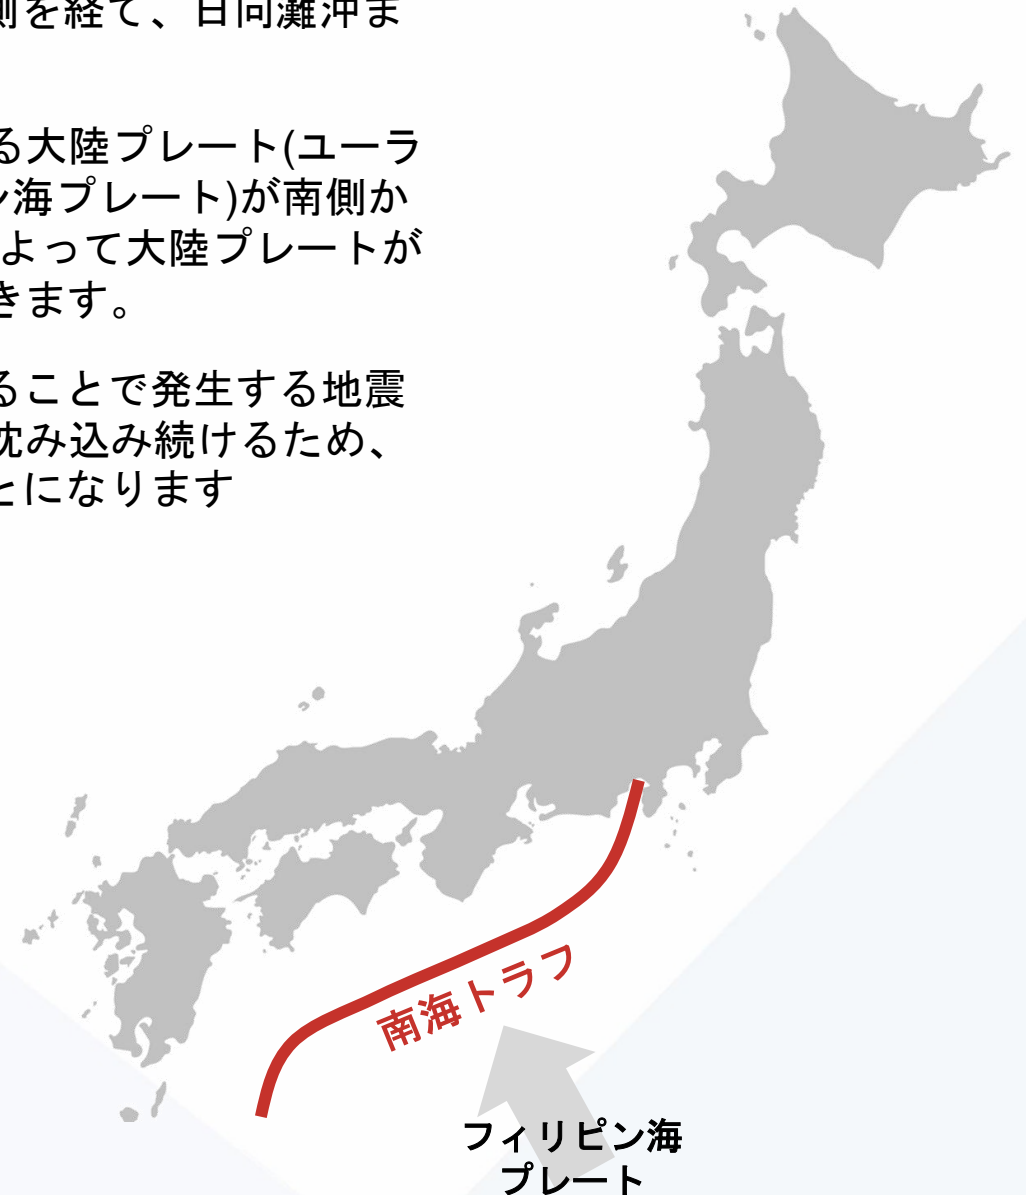 側を経て、日向灘沖ま
る大陸プレート(ユーラ
ン海プレート)が南側か
よって大陸プレートが
きます。
ることで発生する地震
沈み込み続けるため、
とになります
南海トラフ
フィリピン海
プレート